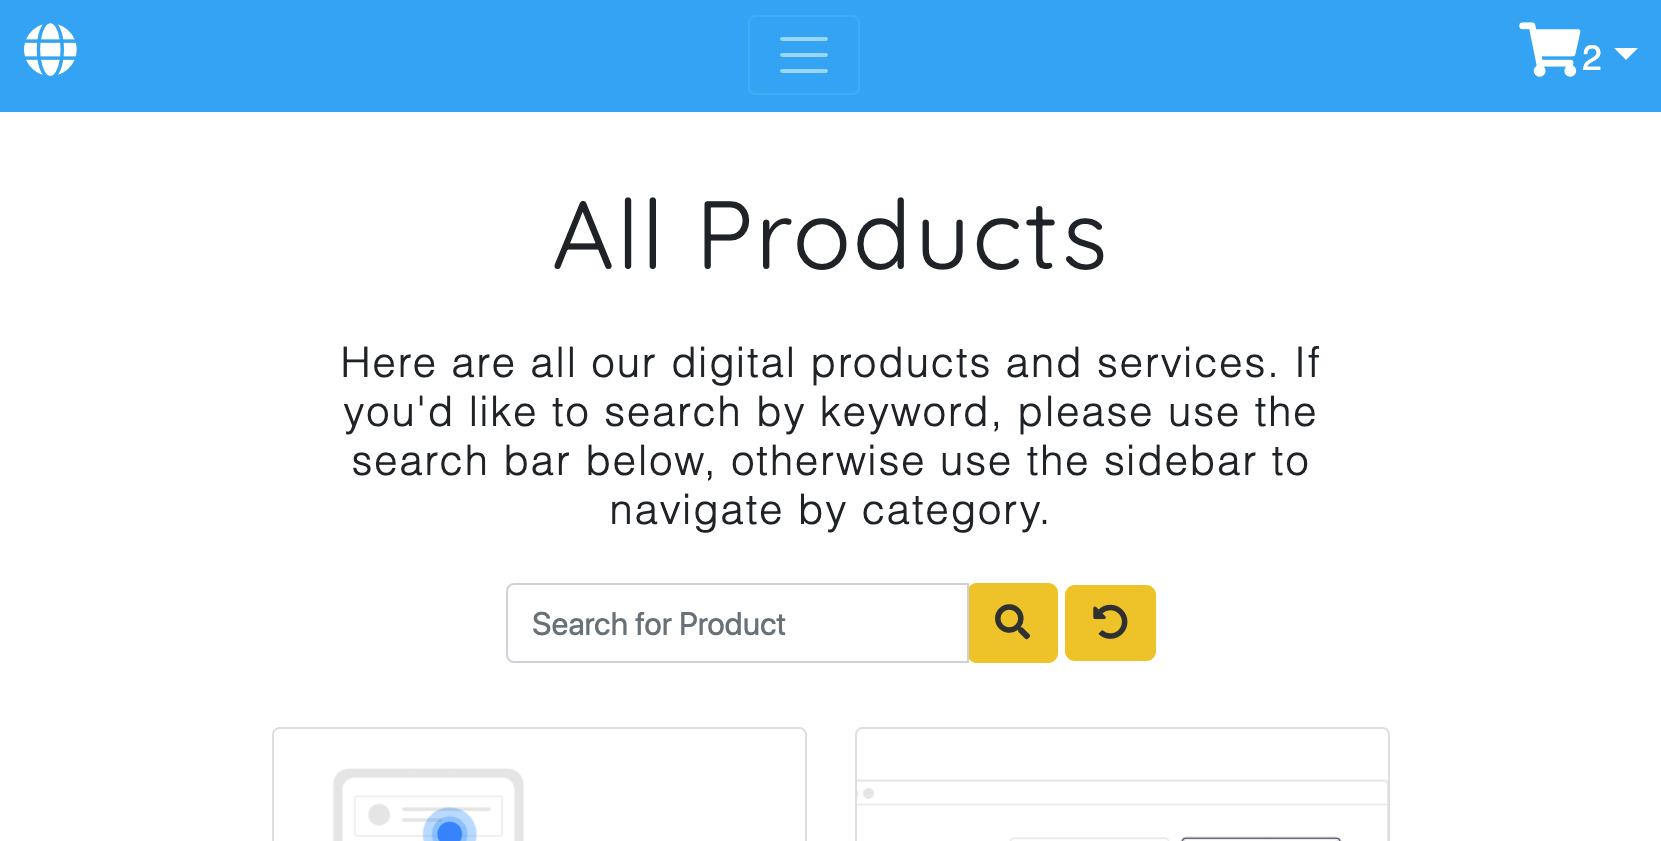 2
All Products
Here are all our digital products and services. If
you'd like to search by keyword, please use the
search bar below, otherwise use the sidebar to
navigate by category.
Search for Product